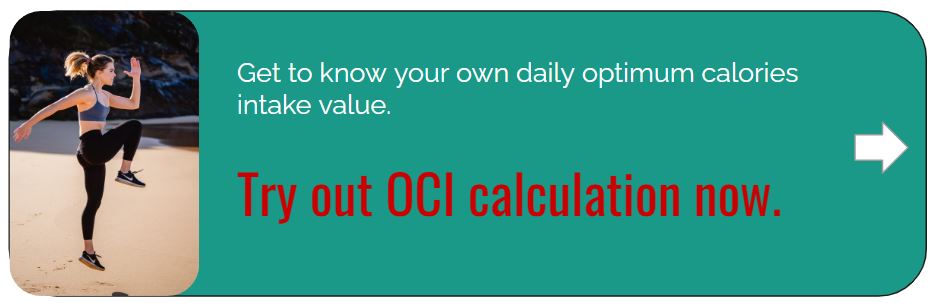 Get to know your own daily optimum calories
intake value.
Try out OCI calculation now.